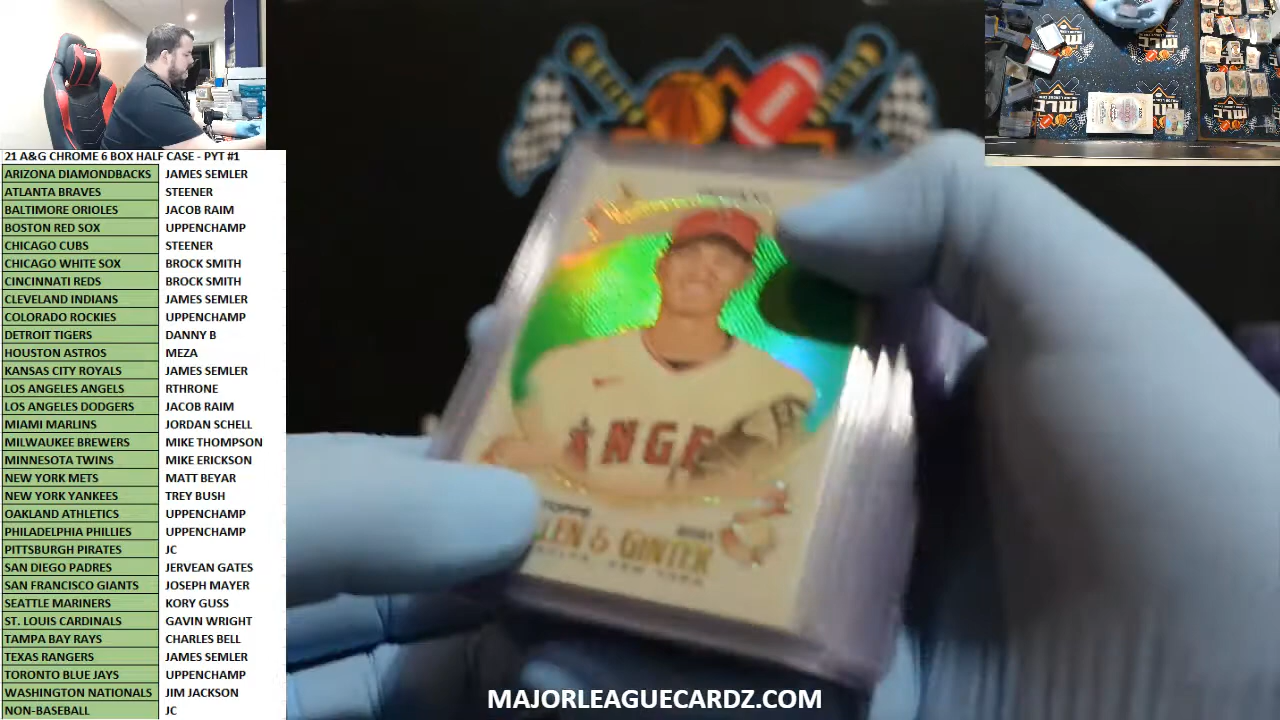 21 A&G CHROME 6 BOX HALF CASE - PYT #1
ARIZONA DIAMONDBACKS JAMES SEMLER
ATLANTA BRAVES STEENER
BALTIMORE ORIOLES JACOB RAIM
BOSTON RED SOX UPPENCHAMP
CHICAGO CUBS STEENER
CHICAGO WHITE SOX BROCK SMITH
CINCINNATI REDS BROCK SMITH
CLEVELAND INDIANS JAMES SEMLER
COLORADO ROCKIES UPPENCHAMP
DETROIT TIGERS DANNY B
HOUSTON ASTROS MEZA
KANSAS CITY ROYALS JAMES SEMLER
LOS ANGELES ANGELS RTHRONE
LOS ANGELES DODGERS JACOB RAIM
MIAMI MARLINS JORDAN SCHELL
MILWAUKEE BREWERS MIKE THOMPSON
MINNESOTA TWINS MIKE ERICKSON
NEW YORK METS MATT BEYAR
NEW YORK YANKEES TREY BUSH
OAKLAND ATHLETICS UPPENCHAMP
PHILADELPHIA PHILLIES UPPENCHAMP
PITTSBURGH PIRATES JC
SAN DIEGO PADRES JERVEAN GATES
SAN FRANCISCO GIANTS JOSEPH MAYER
SEATTLE MARINERS KORY GUSS
ST. LOUIS CARDINALS GAVIN WRIGHT
TAMPA BAY RAYS CHARLES BELL
TEXAS RANGERS JAMES SEMLER
TORONTO BLUE JAYS UPPENCHAMP
WASHINGTON NATIONALS JIM JACKSON
NON-BASEBALL JC
MLC
ANGE
TOPPS 2021
LLEN & GINTER
NEW YORK
MAJORLEAGUECARDZ.COM